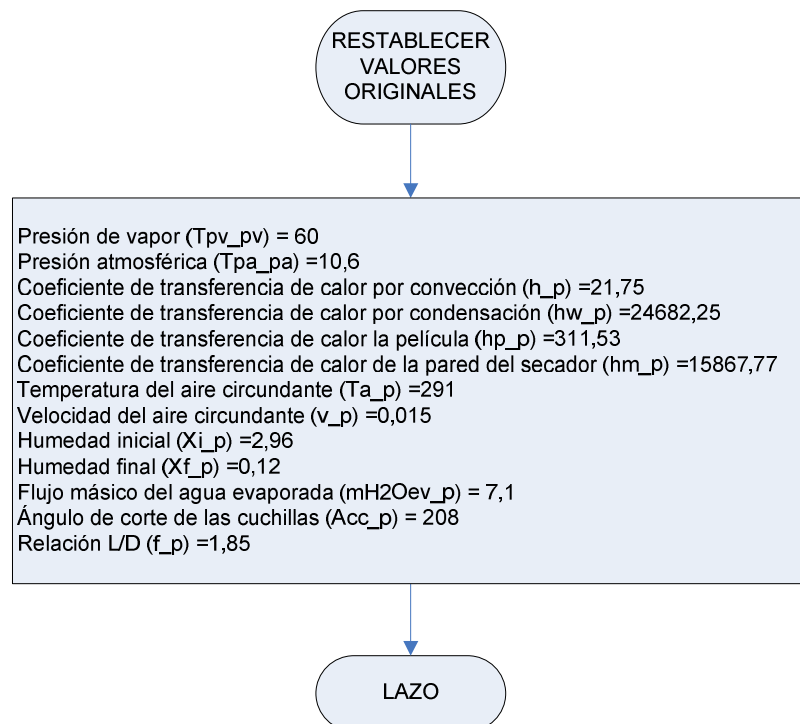 RESTABLECER
VALORES
ORIGINALES
Presión de vapor (Tpv_pv) = 60
Presión atmosférica (Tpa_pa) =10,6
Coeficiente de transferencia de calor por convección (h_p) =21,75
Coeficiente de transferencia de calor por condensación (hw_p) =24682,25
Coeficiente de transferencia de calor la película (hp_p) =311,53
Coeficiente de transferencia de calor de la pared del secador (hm_p) =15867,77
Temperatura del aire circundante (Ta_p) =291
Velocidad del aire circundante (v_p) =0,015
Humedad inicial (Xi_p) =2,96
Humedad final (Xf_p) =0,12
Flujo másico del agua evaporada (mH2Oev_p) = 7,1
Ángulo de corte de las cuchillas (Acc_p) = 208
Relación L/D (f_p) =1,85
LAZO